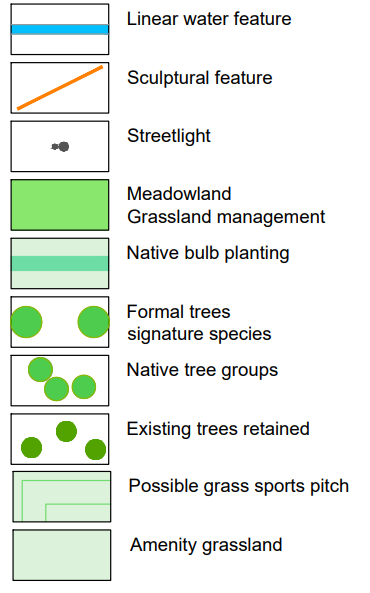 Linear water feature
Sculptural feature
Streetlight
Meadowland
Grassland management
Native bulb planting
Formal trees
signature species
Native tree groups
Existing trees retained
Possible grass sports pitch
Amenity grassland